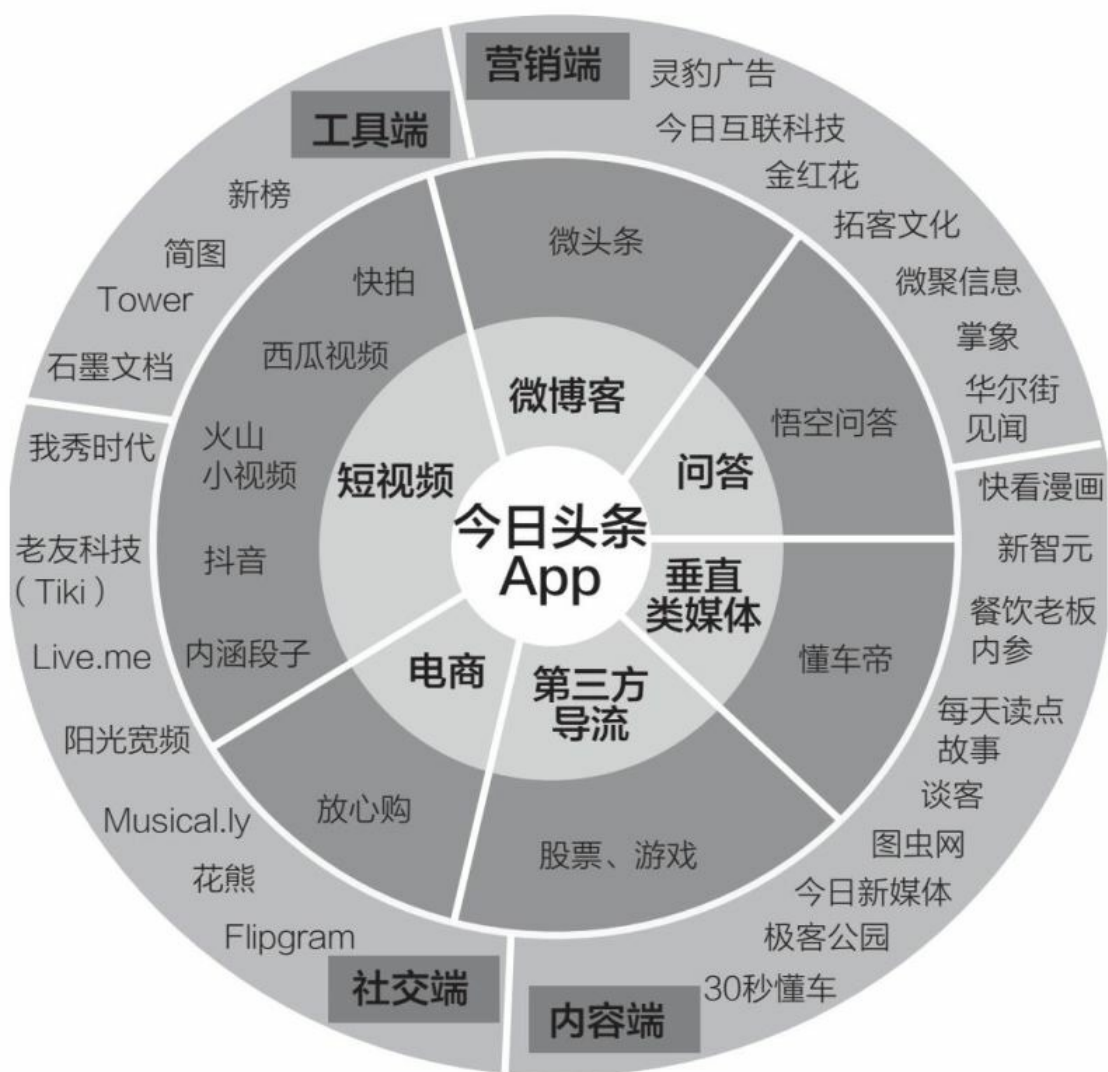 营销端
灵豹广告
今日互联科技
金红花
拓客文化
微聚信息
掌象
华尔街
见闻
工具端
新榜
简图
Tower
石墨文档
我秀时代
老友科技
（Tiki）
Live.me
阳光宽频
Musical.ly
花熊
Flipgram
社交端
快看漫画
新智元
餐饮老板
内参
每天读点
故事
谈客
图虫网
今日新媒体
极客公园
30秒懂车
内容端
微头条
悟空问答
懂车帝
股票、游戏
放心购
快拍
西瓜视频
火山
小视频
抖音
内涵段子
微博客
问答
垂直
类媒体
第三方
导流
电商
短视频
今日头条
App